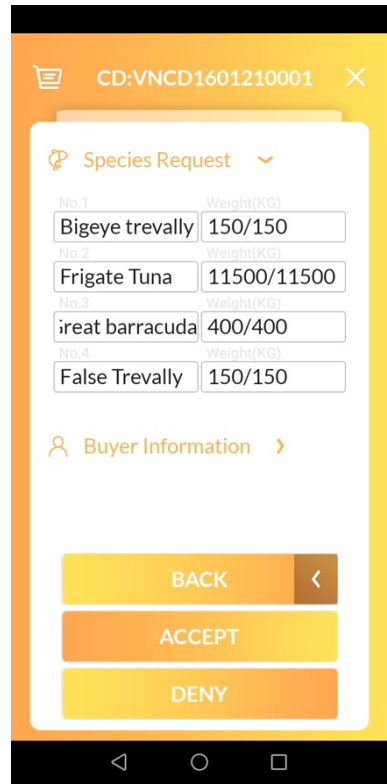 CD:VNCD1601210001
Species Request
No.1 Weight(KG)
Bigeye trevally 150/150
No.2 Weight(KG)
Frigate Tuna 11500/11500
No.3 Weight(KG)
reat barracuda 400/400
No.4 Weight(KG)
False Trevally 150/150
Buyer Information
BACK
ACCEPT
DENY